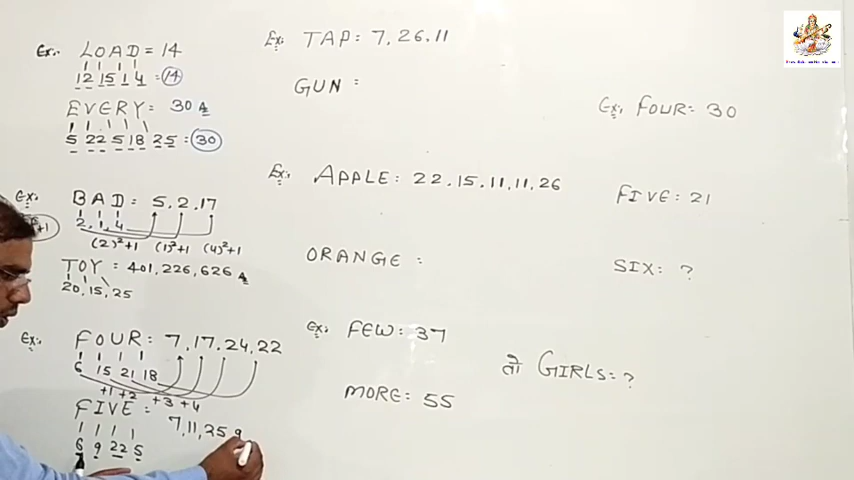 Ex:- LOAD = 14
12 15 1 4 = 14
EVERY: 30
5 22 5 18 25 = 30
Ex:- BAD = 5.2.17
2, 1, 4
(2)²+1 (1)²+1 (4)²+1
TOY = 401,226,626
20, 15, 25
Ex:- FOUR: 7.17.24.22
6 15 21 18
+1 +2 +3 +4
FIVE = 7,11,25 9
6 9 22 5
Ex: TAP: 7.26.11
GUN =
Ex: APPLE: 22.15.11.11.26
ORANGE :
Ex: FEW: 37
MORE: 55
Ex: FOUR: 30
FIVE: 21
SIX: ?
तो GIRLS: ?